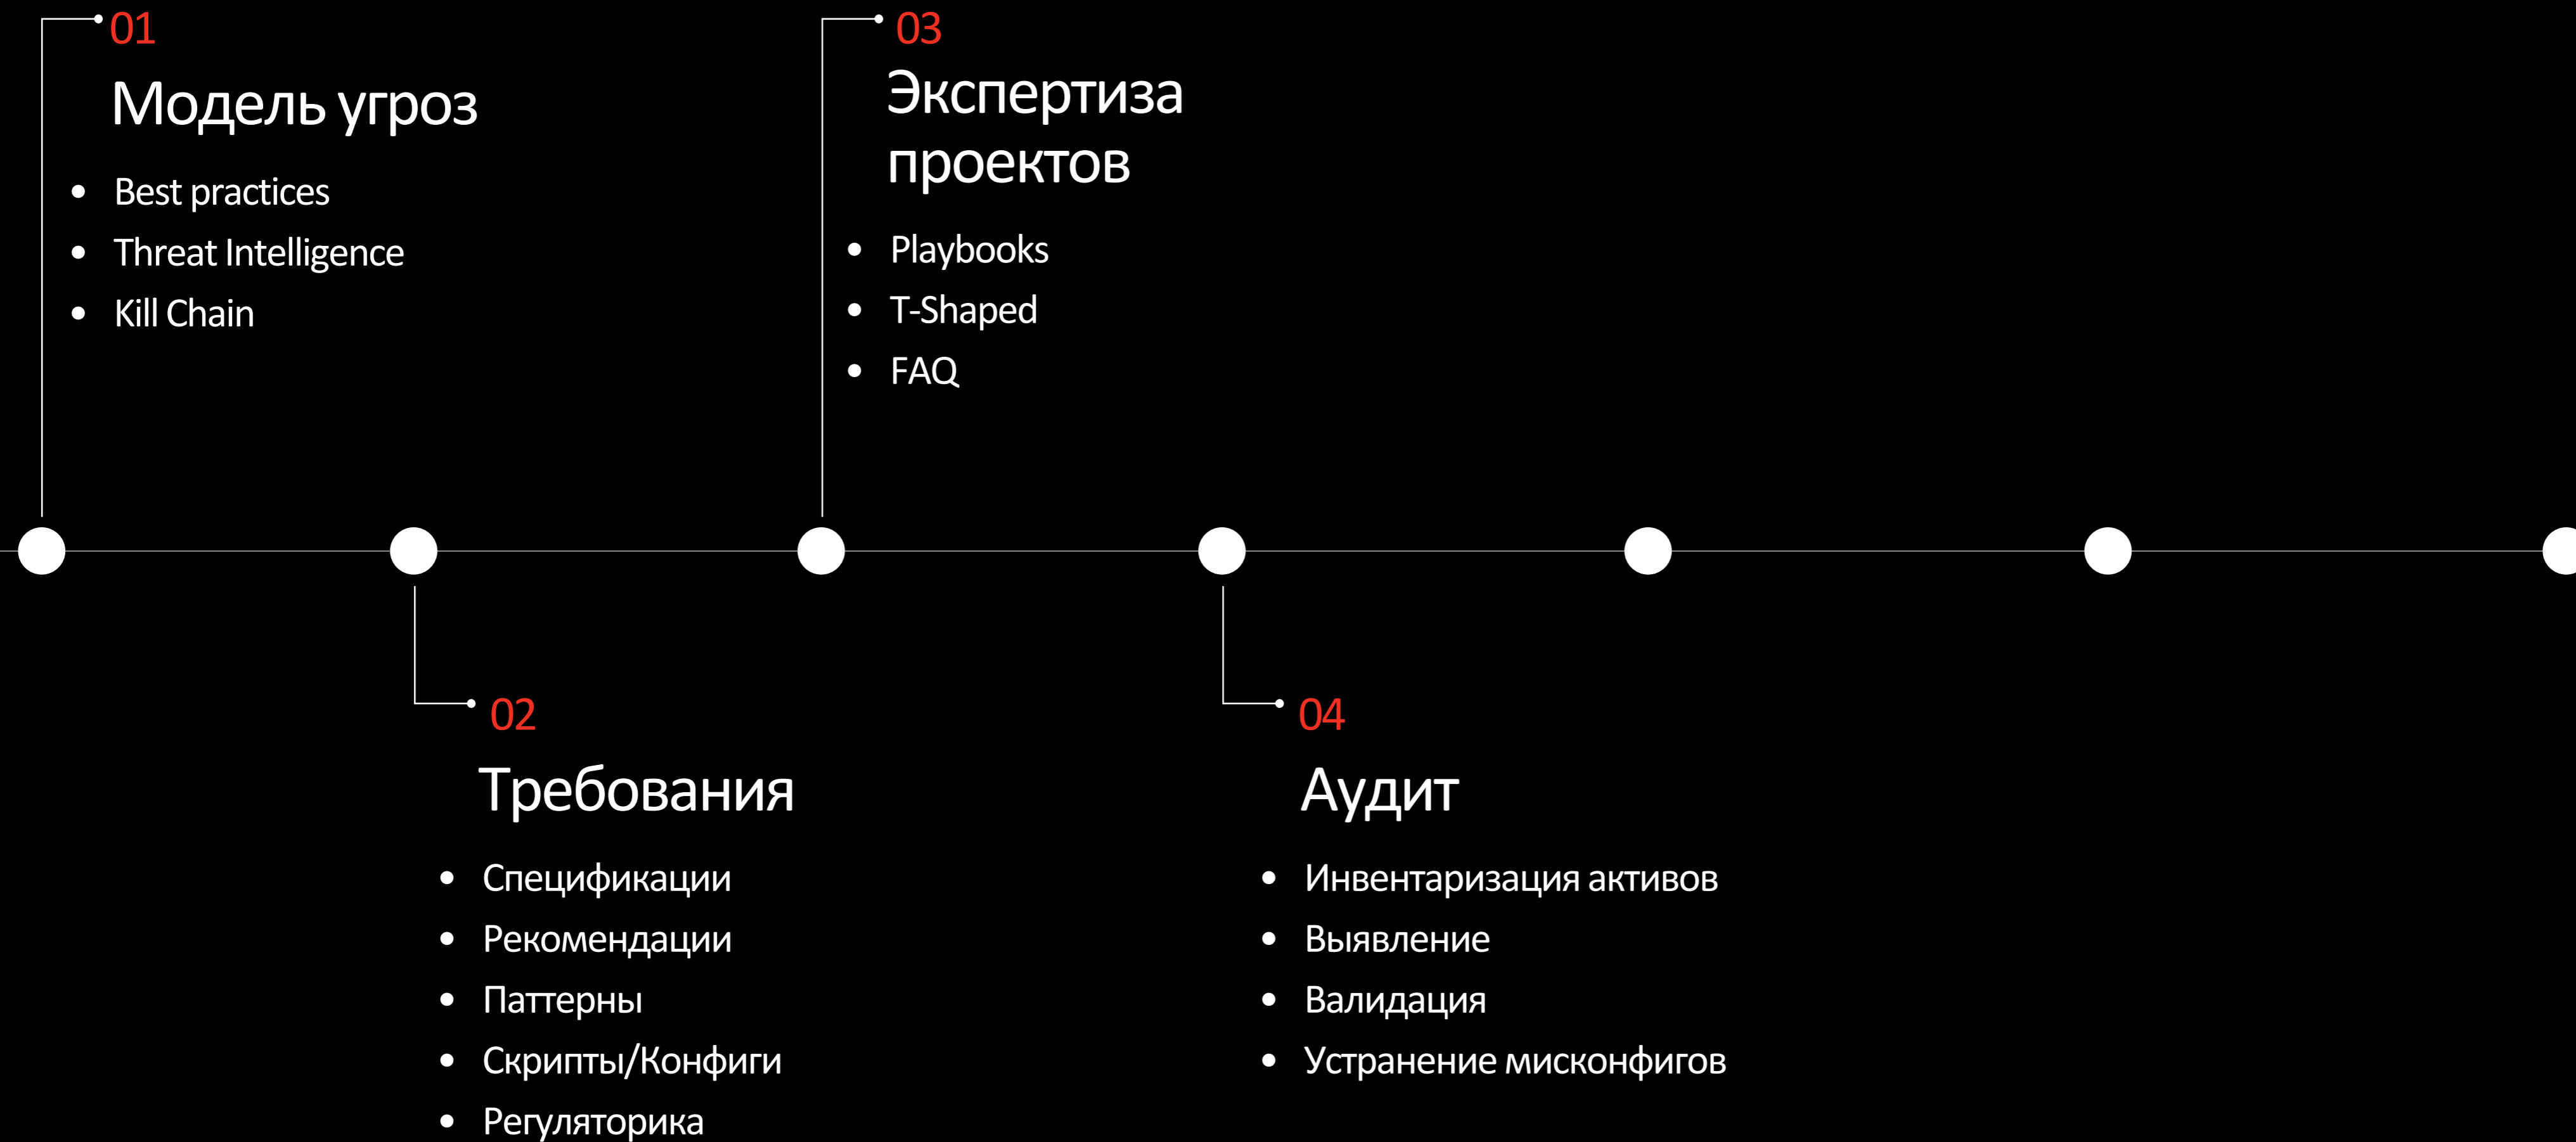 01
Модель угроз
Best practices
Threat Intelligence
Kill Chain
03
Экспертиза
проектов
Playbooks
T-Shaped
FAQ
02
Требования
Спецификации
Рекомендации
Паттерны
Скрипты/Конфиги
Регуляторика
04
Аудит
Инвентаризация активов
Выявление
Валидация
Устранение мисконфигов